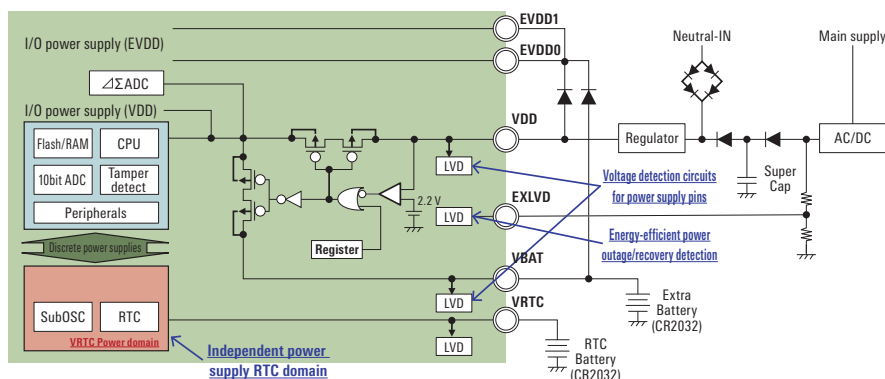 EVDD1
I/O power supply (EVDD)
Neutral-IN
Main supply
EVDD0
ΔΣADC
I/O power supply (VDD)
VDD
Flash/RAM
CPU
Regulator
AC/DC
LVD
10bit ADC
Tamper
detect
Voltage detection circuits
for power supply pins
Super
Cap
2.2 V
Peripherals
LVD
EXLVD
Energy-efficient power
outage/recovery detection
Register
Discrete power supplies
VBAT
LVD
VRTC
Extra
Battery
(CR2032)
SubOSC
RTC
VRTC Power domain
LVD
Independent power
supply RTC domain
RTC
Battery
(CR2032)